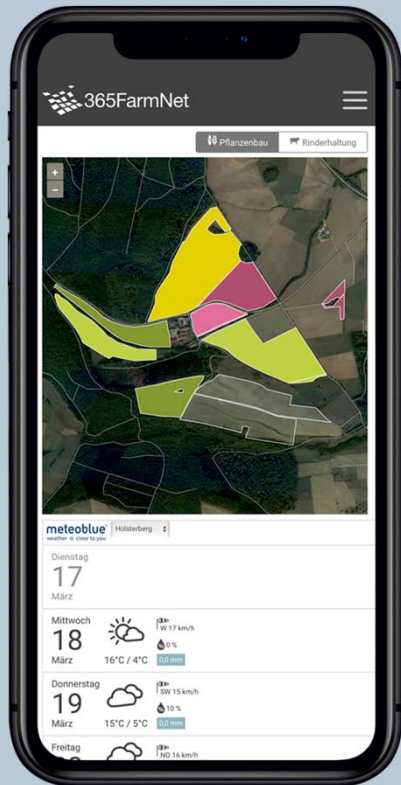 365FarmNet
Pflanzenbau
Rinderhaltung
+
-
meteoblue®
weather ☼ close to you
Holsterberg
Dienstag
17
März
Mittwoch
18
März
16°C / 4°C
W 17 km/h
0 %
0,0 mm
Donnerstag
19
März
15°C / 5°C
SW 15 km/h
10 %
0,0 mm
Freitag
NO 16 km/h